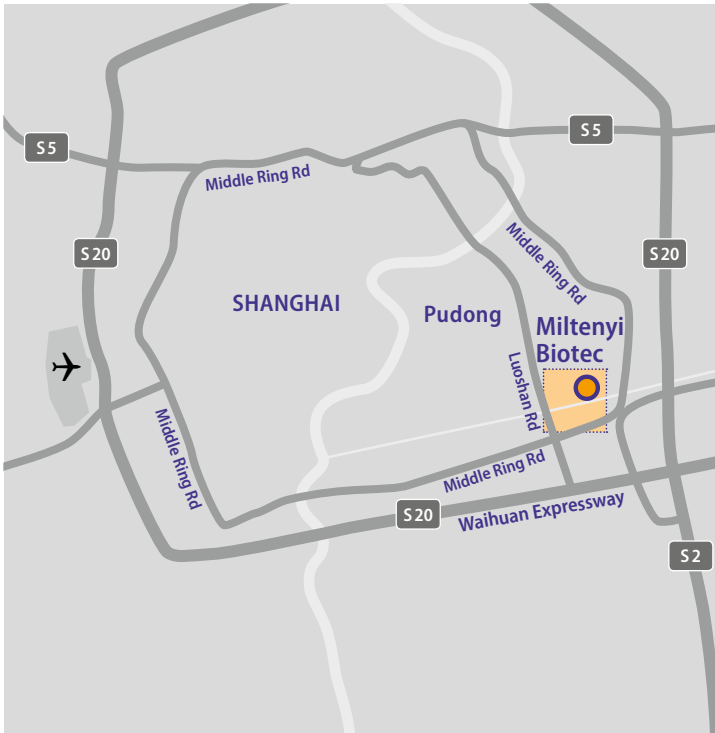 S5
S5
Middle Ring Rd
S20
Middle Ring Rd
S20
SHANGHAI
Pudong
Miltenyi
Biotec
Luoshan Rd
Middle Ring Rd
Middle Ring Rd
S20
Waihuan Expressway
S2